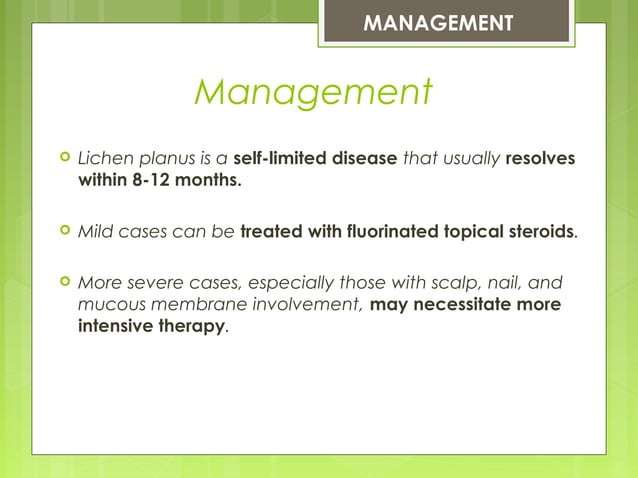 MANAGEMENT
Management
Lichen planus is a self-limited disease that usually resolves
within 8-12 months.
Mild cases can be treated with fluorinated topical steroids.
More severe cases, especially those with scalp, nail, and
mucous membrane involvement, may necessitate more
intensive therapy.